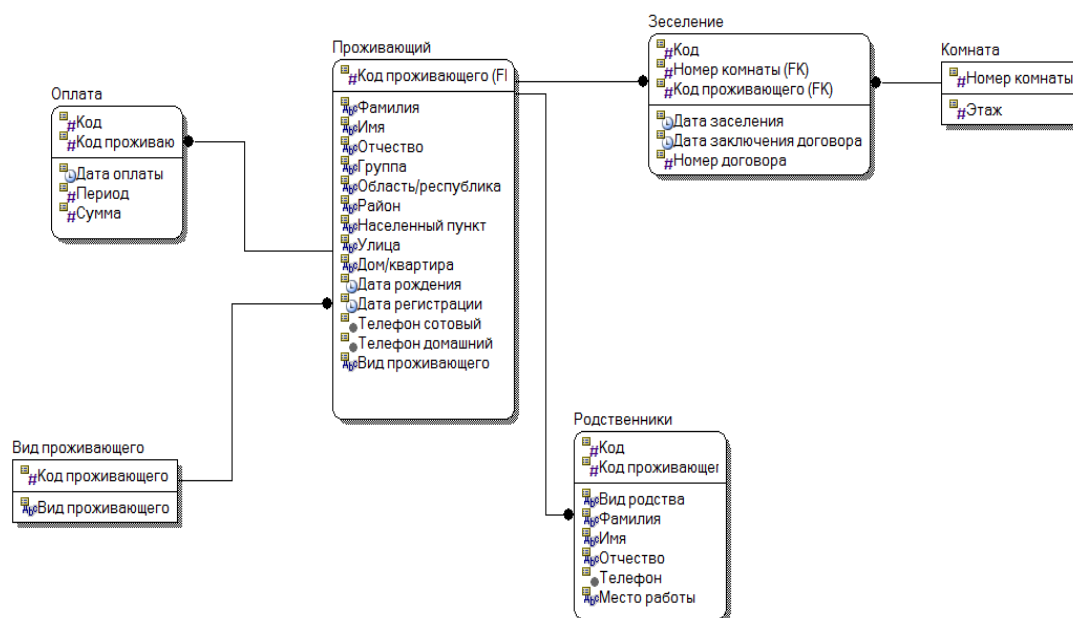 Оплата
#Код
#Код проживаю
Дата оплаты
#Период
#Сумма
Вид проживающего
#Код проживающего
Вид проживающего
Проживающий
#Код проживающего (FI
Фамилия
Имя
Отчество
Группа
Область/республика
Район
Населенный пункт
Улица
Дом/квартира
Дата рождения
Дата регистрации
Телефон сотовый
Телефон домашний
Вид проживающего
Зеселение
#Код
#Номер комнаты (FK)
#Код проживающего (FK)
Дата заселения
Дата заключения договора
#Номер договора
Комната
#Номер комнаты
#Этаж
Родственники
#Код
#Код проживающег
Вид родства
Фамилия
Имя
Отчество
Телефон
Место работы